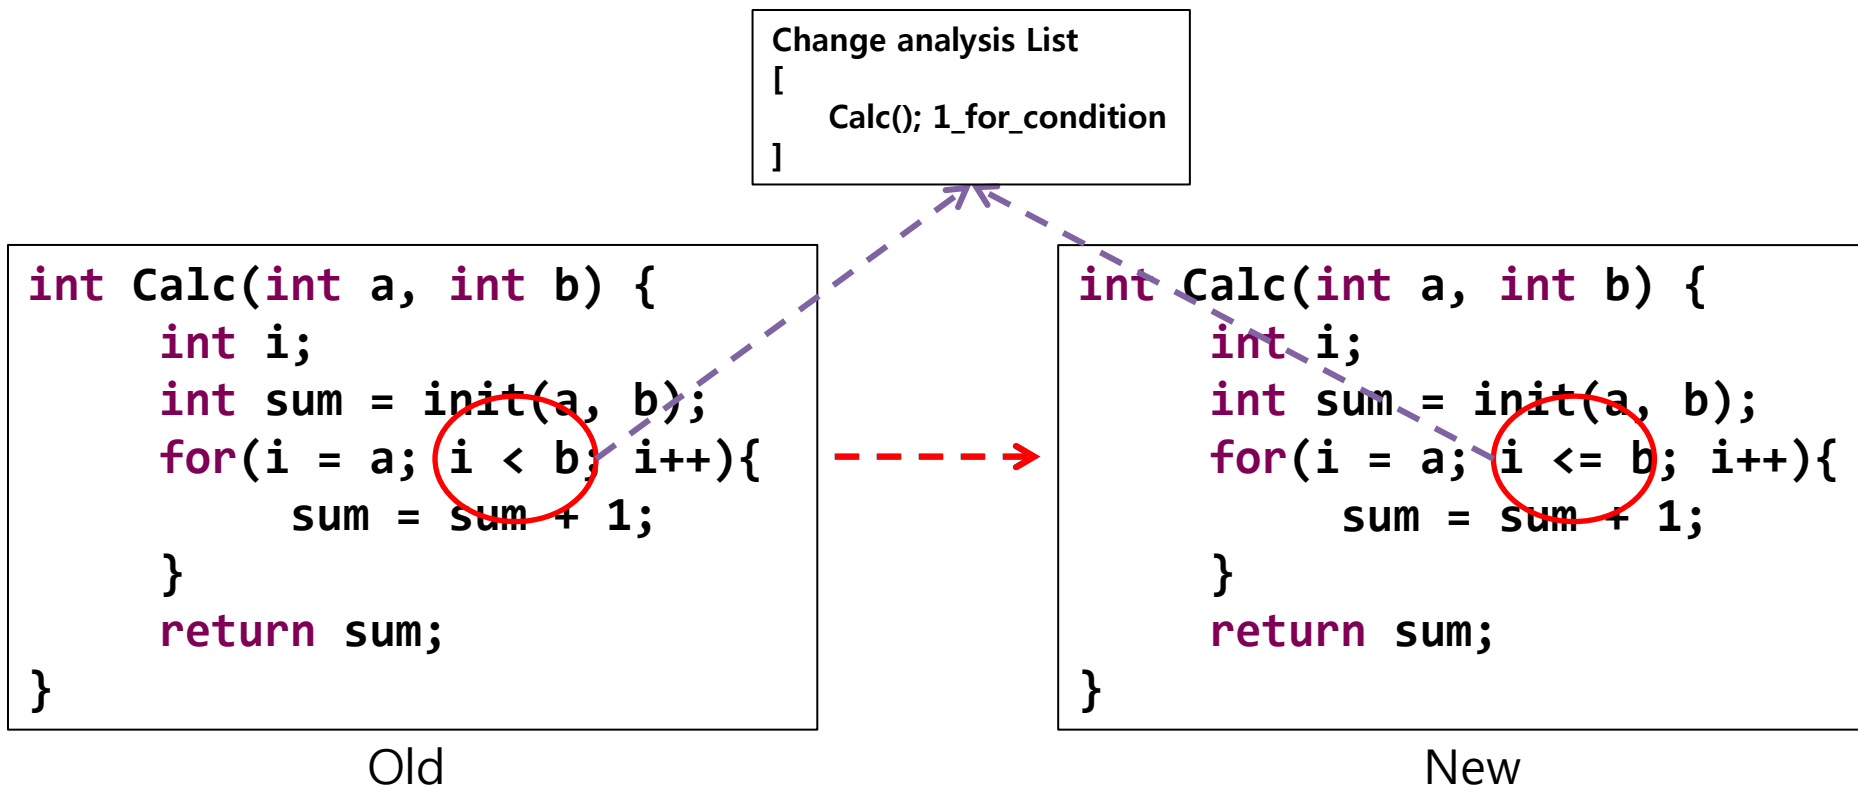 Change analysis List
[
Calc(); 1_for_condition
]
int Calc(int a, int b) {
int i;
int sum = init(a, b);
for(i = a; i < b; i++){
sum = sum + 1;
}
return sum;
}
Old
int Calc(int a, int b) {
int i;
int sum = init(a, b);
for(i = a; i <= b; i++){
sum = sum + 1;
}
return sum;
}
New